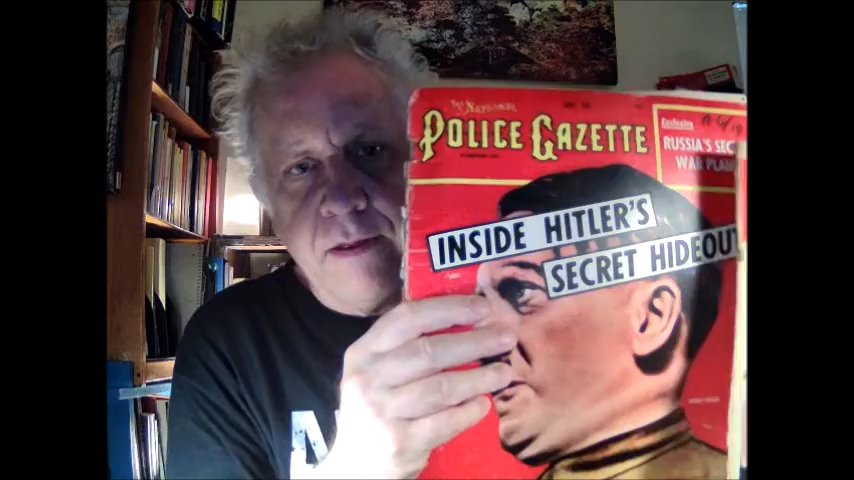 THE NATIONAL
POLICE GAZETTE
Exclusive
RUSSIA'S SEC
WAR PLAN
INSIDE HITLER'S
SECRET HIDEOUT